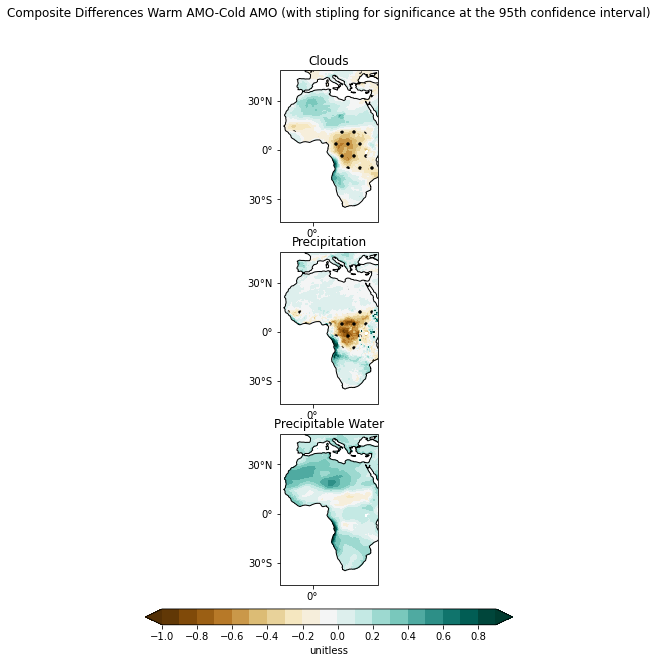 Composite Differences Warm AMO-Cold AMO (with stipling for significance at the 95th confidence interval)
Clouds
30°N
0°
30°S
0°
Precipitation
30°N
0°
30°S
0°
Precipitable Water
30°N
0°
30°S
0°
−1.0 −0.8 −0.6 −0.4 −0.2 0.0 0.2 0.4 0.6 0.8
unitless